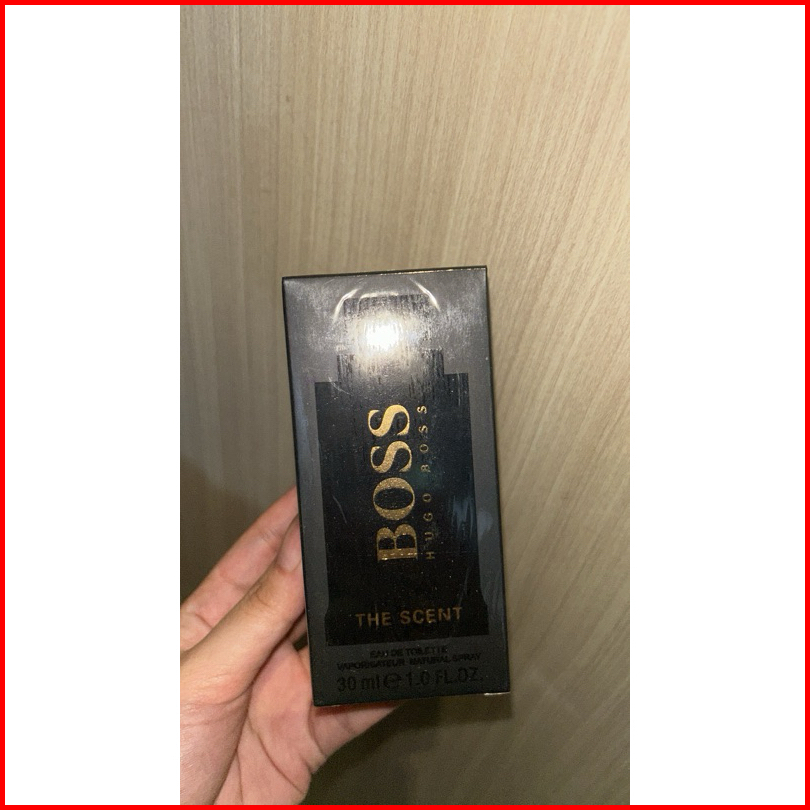 BOSS
HUGO BOSS
THE SCENT
EAU DE TOILETTE
VAPORISATEUR NATURAL SPRAY
30 ml e 1.0 FL.OZ.